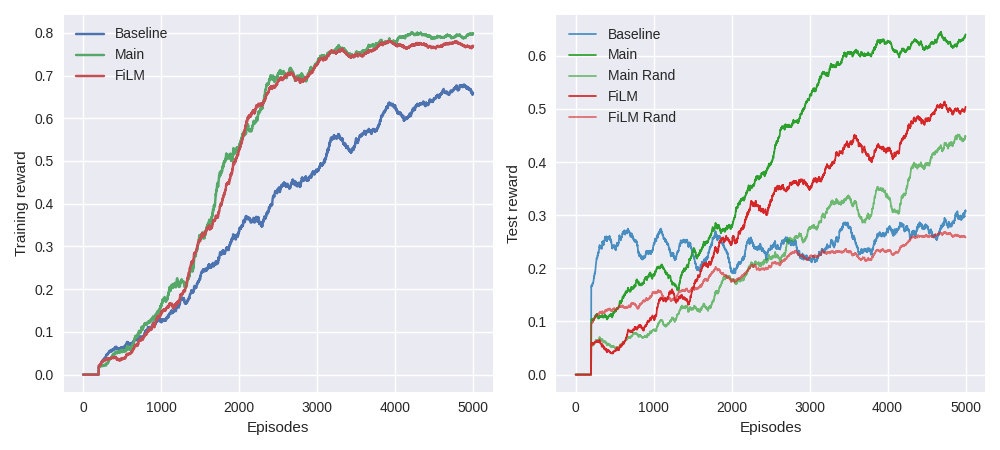 Baseline
Main
FiLM
0.8
0.7
0.6
0.5
0.4
0.3
0.2
0.1
0.0
Training reward
0 1000 2000 3000 4000 5000
Episodes
Baseline
Main
Main Rand
FiLM
FiLM Rand
0.6
0.5
0.4
0.3
0.2
0.1
0.0
Test reward
0 1000 2000 3000 4000 5000
Episodes